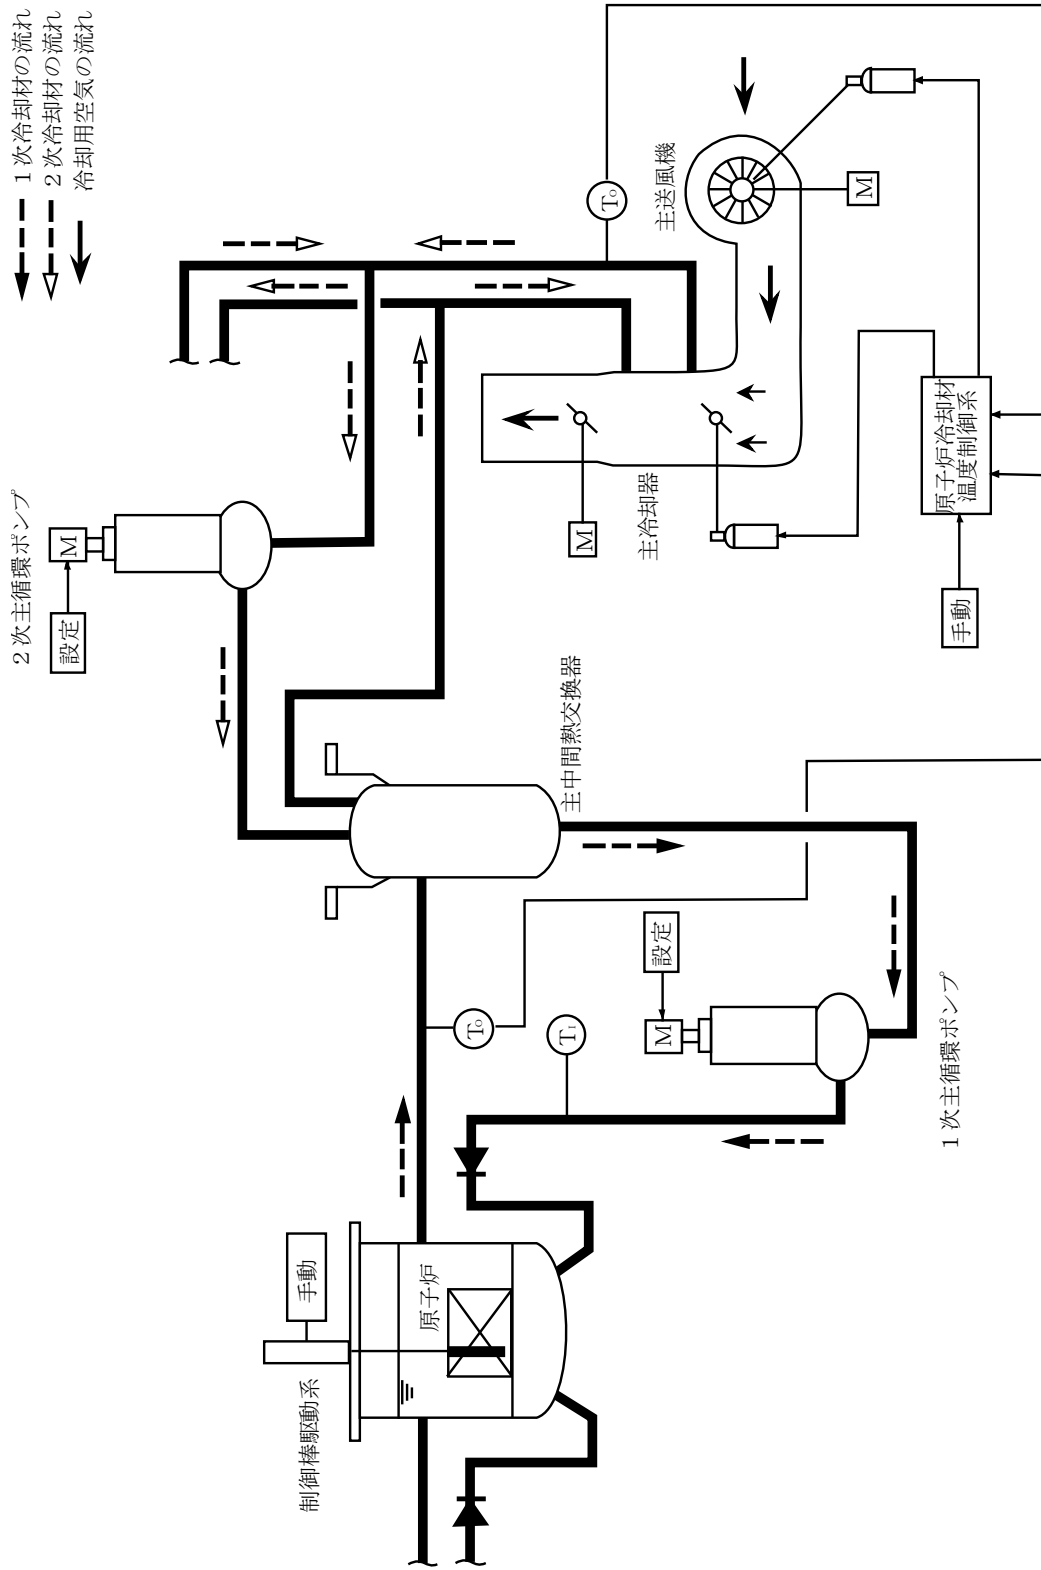 1次冷却材の流れ
2次冷却材の流れ
冷却用空気の流れ
主送風機
To
M
M
主冷却器
原子炉冷却材
温度制御系
手動
2次主循環ポンプ
M
設定
主中間熱交換器
設定
M
To
TI
1次主循環ポンプ
手動
原子炉
制御棒駆動系